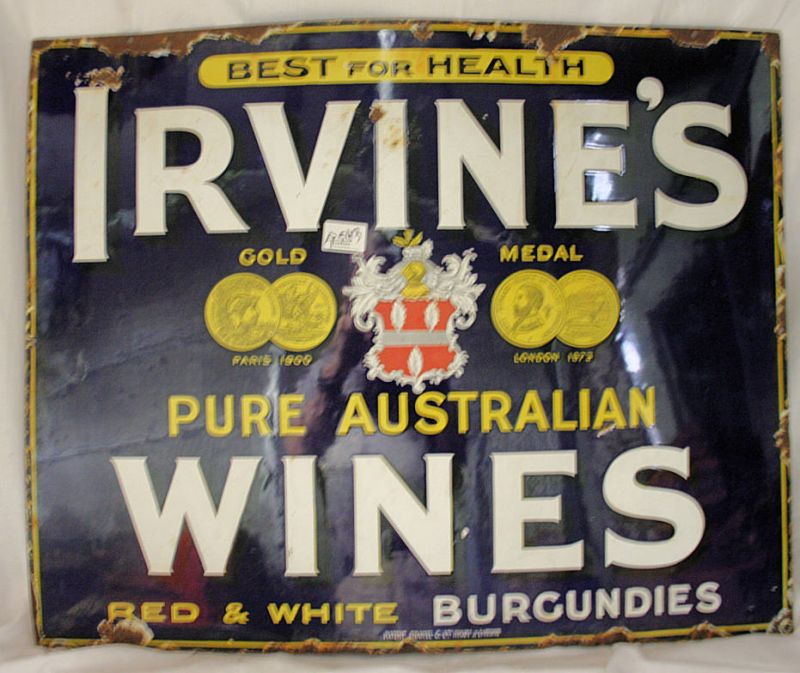 BEST FOR HEALTH
IRVINE'S
GOLD MEDAL
PARIS 1900 LONDON 1873
PURE AUSTRALIAN
WINES
RED & WHITE BURGUNDIES